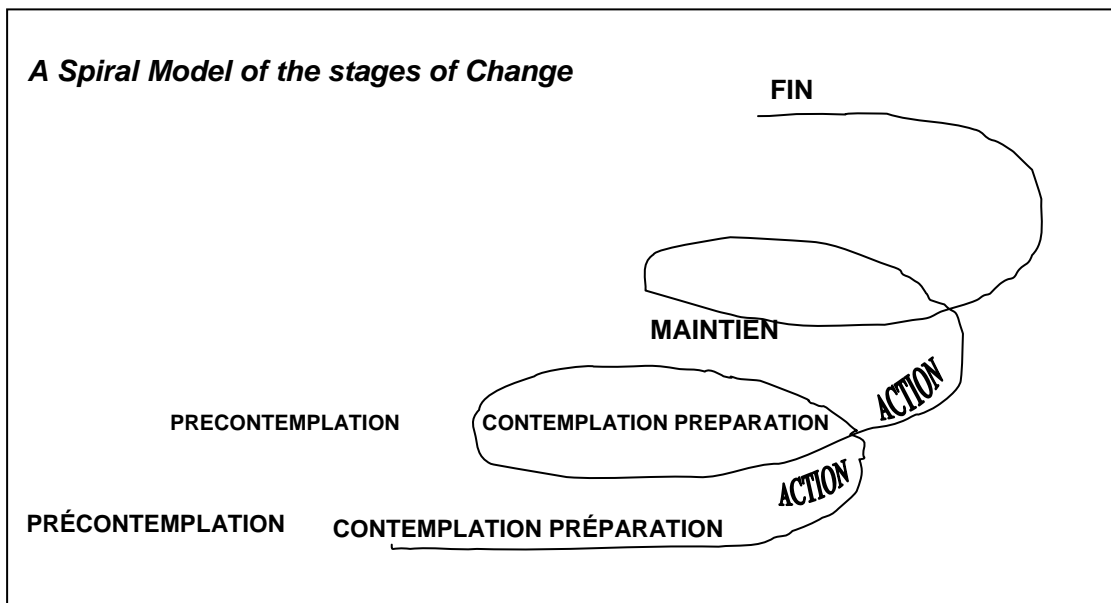 A Spiral Model of the stages of Change
FIN
MAINTIEN
ACTION
PRECONTEMPLATION CONTEMPLATION PREPARATION
ACTION
PRÉCONTEMPLATION CONTEMPLATION PRÉPARATION